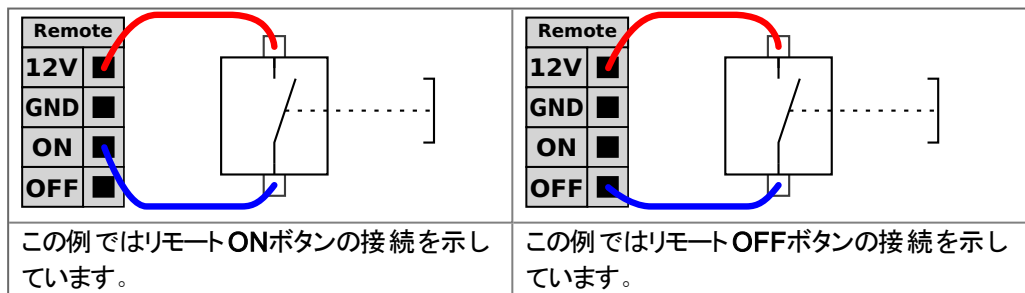 Remote
12V
GND
ON
OFF
Remote
12V
GND
ON
OFF
この例ではリモートONボタンの接続を示し
ています。
この例ではリモートOFFボタンの接続を示し
ています。